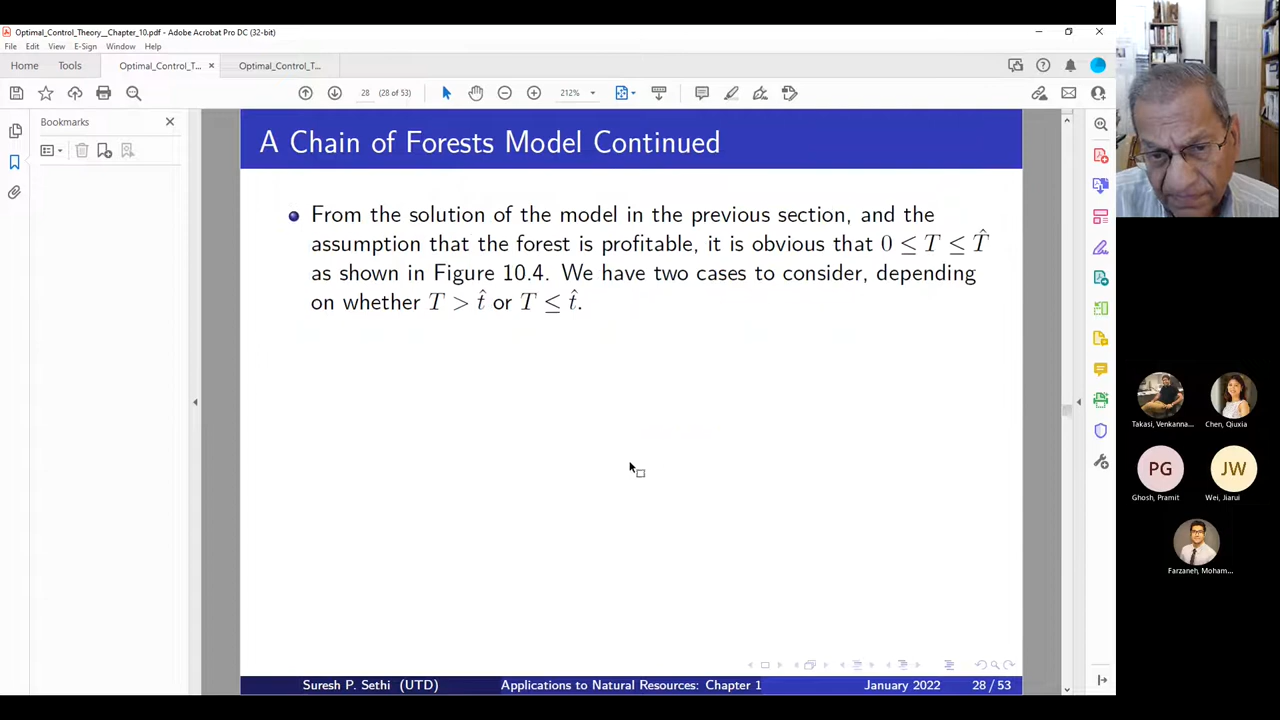 Optimal_Control_Theory__Chapter_10.pdf - Adobe Acrobat Pro DC (32-bit)
File Edit View E-Sign Window Help
Home Tools Optimal_Control_T... × Optimal_Control_T...
28 (28 of 53) 212%
Bookmarks
A Chain of Forests Model Continued
From the solution of the model in the previous section, and the
assumption that the forest is profitable, it is obvious that 0 ≤ T ≤ T̂
as shown in Figure 10.4. We have two cases to consider, depending
on whether T > t̂ or T ≤ t̂.
Suresh P. Sethi (UTD) Applications to Natural Resources: Chapter 1 January 2022 28 / 53
Takasi, Venkanna... Chen, Qiuxia
PG JW
Ghosh, Pramit Wei, Jiarui
Farzaneh, Moham...